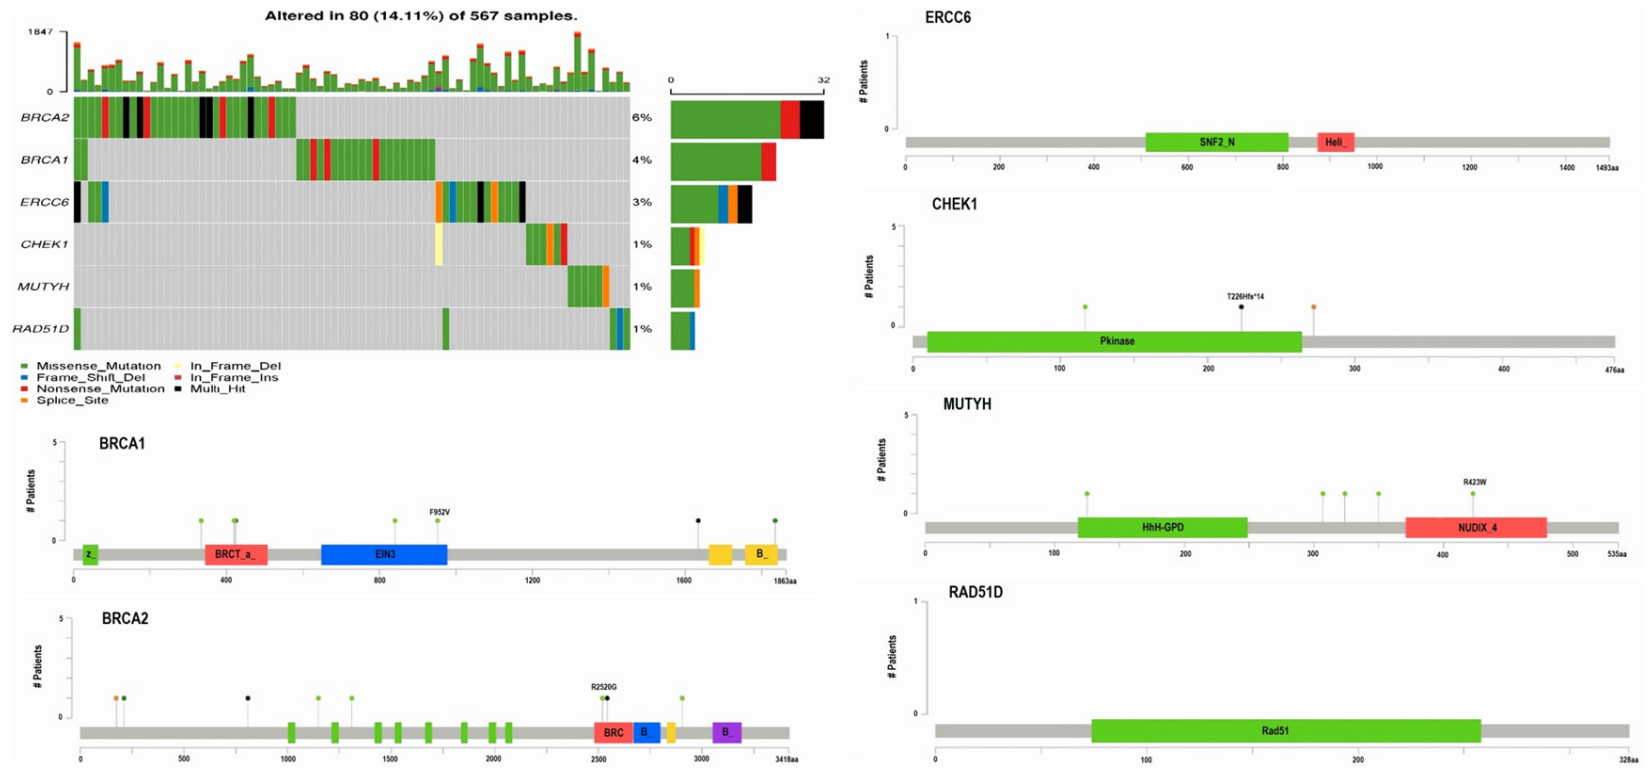 Altered in 80 (14.11%) of 567 samples.
1847
0
0 32
BRCA2 6%
BRCA1 4%
ERCC6 3%
CHEK1 1%
MUTYH 1%
RAD51D 1%
Missense_Mutation In_Frame_Del
Frame_Shift_Del In_Frame_Ins
Nonsense_Mutation Multi_Hit
Splice_Site
BRCA1
# Patients
5
0
F952V
z_ BRCT_a_ EIN3 B_
0 400 800 1200 1600 1863aa
BRCA2
# Patients
5
0
R2520G
BRC B_ B_
0 500 1000 1500 2000 2500 3000 3418aa
ERCC6
# Patients
1
0
SNF2_N Heli_
0 200 200 400 600 800 1000 1200 1400 1493aa
CHEK1
# Patients
5
0
T226Hfs*14
Pkinase
0 100 200 300 400 476aa
MUTYH
# Patients
5
0
R423W
HhH-GPD NUDIX_4
0 100 200 300 400 500 535aa
RAD51D
# Patients
1
0
Rad51
0 100 200 328aa